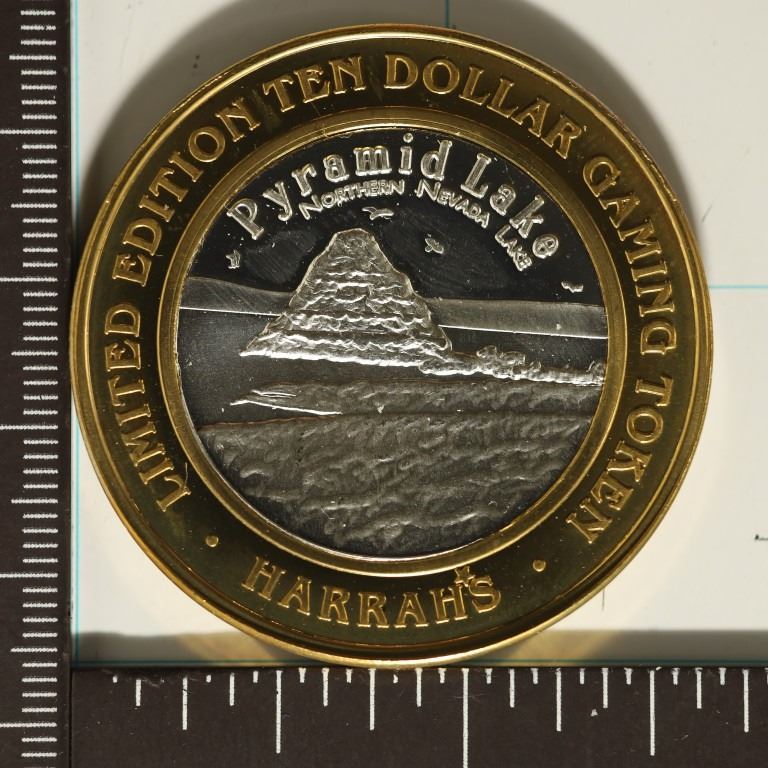 LIMITED EDITION TEN DOLLAR GAMING TOKEN
Pyramid Lake
NORTHERN NEVADA LAKE
• HARRAH'S •